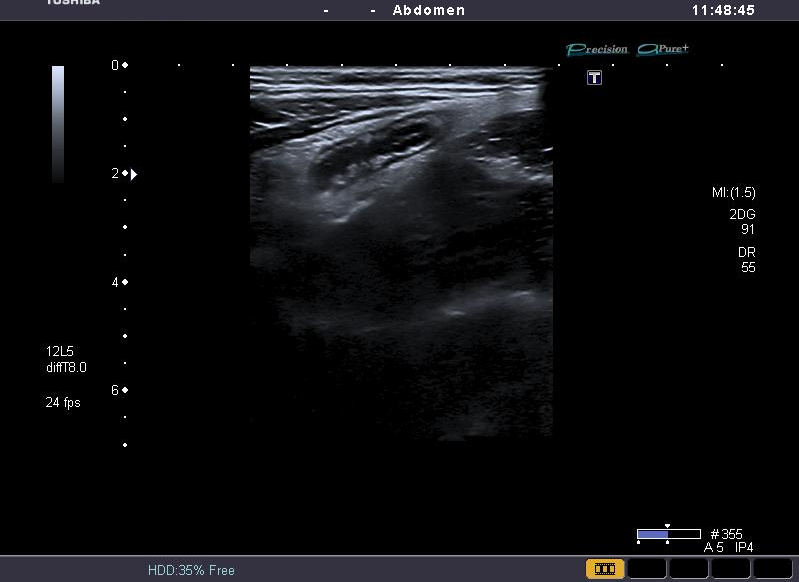 TOSHIBA
- - Abdomen 11:48:45
Precision APure+
T
0
2
4
6
MI:(1.5)
2DG
91
DR
55
12L5
diffT8.0
24 fps
#355
A 5 IP4
HDD:35% Free